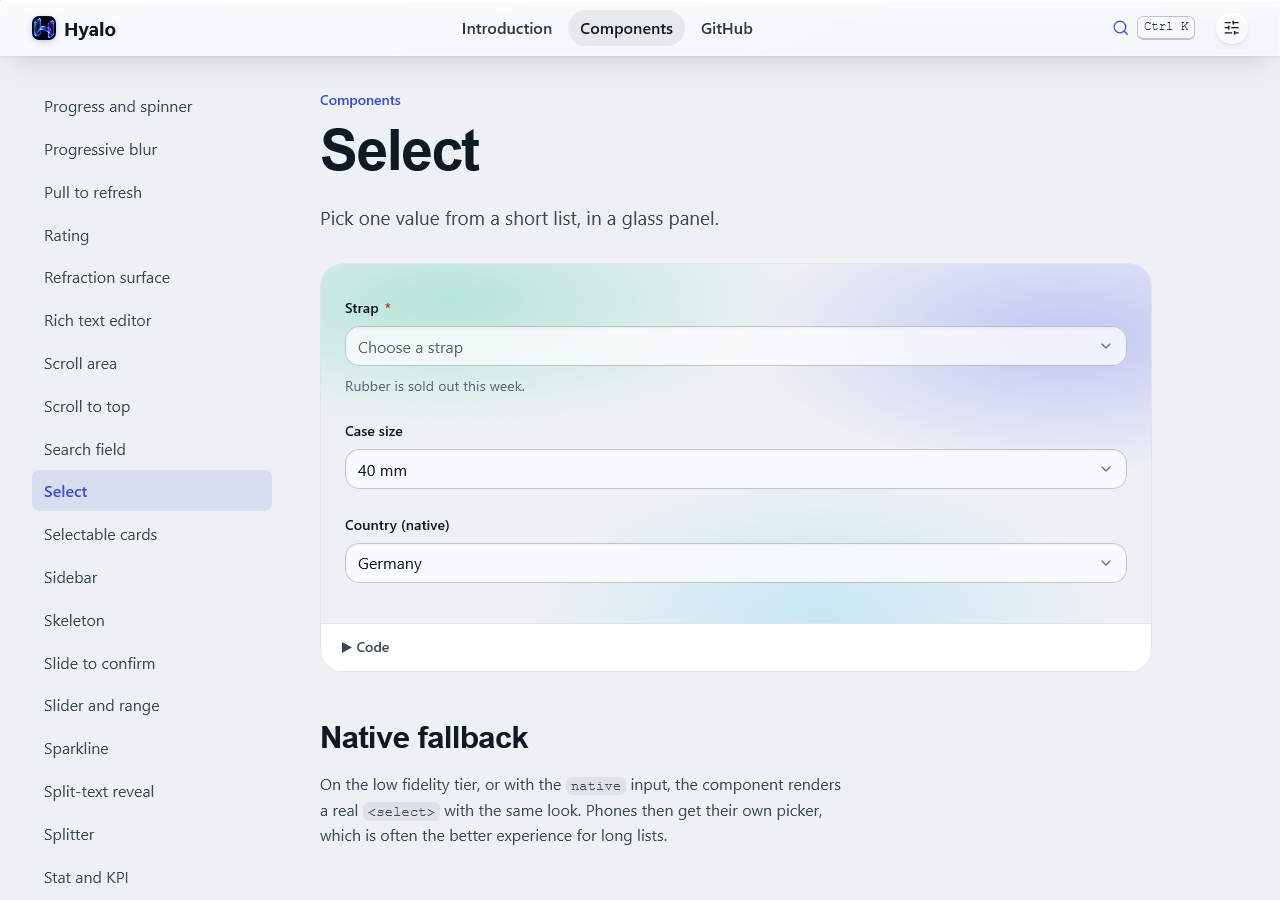 Hyalo
Introduction
Components
GitHub
Ctrl K
Progress and spinner
Progressive blur
Pull to refresh
Rating
Refraction surface
Rich text editor
Scroll area
Scroll to top
Search field
Select
Selectable cards
Sidebar
Skeleton
Slide to confirm
Slider and range
Sparkline
Split-text reveal
Splitter
Stat and KPI
Components
Select
Pick one value from a short list, in a glass panel.
Strap *
Choose a strap
Rubber is sold out this week.
Case size
40 mm
Country (native)
Germany
▶ Code
Native fallback
On the low fidelity tier, or with the native input, the component renders
a real <select> with the same look. Phones then get their own picker,
which is often the better experience for long lists.